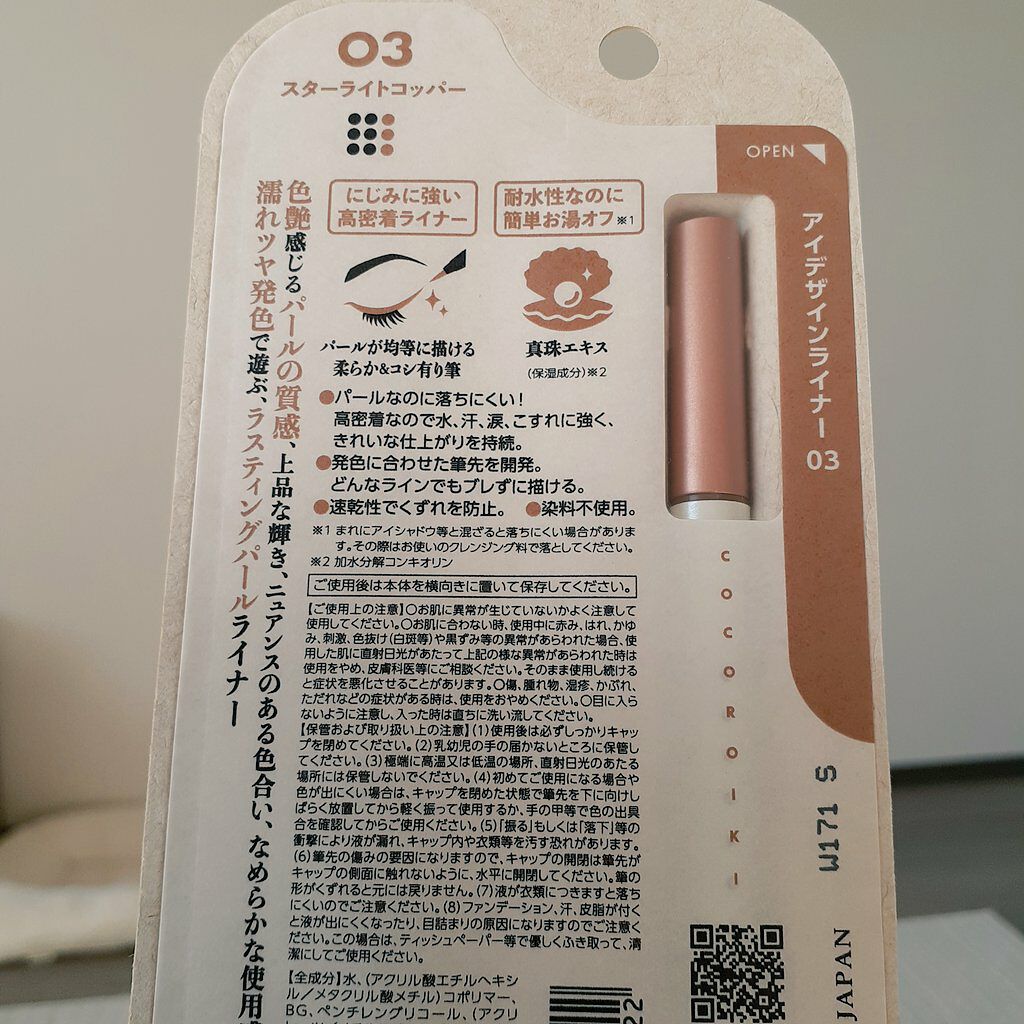 03
スターライトコッパー
OPEN
アイデザインライナー 03
色艶感じるパールの質感、上品な輝き、ニュアンスのある色合い、なめらかな使用
濡れツヤ発色で遊ぶ、ラスティングパールライナー
にじみに強い
高密着ライナー
耐水性なのに
簡単お湯オフ※1
パールが均等に描ける
柔らか&コシ有り筆
真珠エキス
(保湿成分)※2
●パールなのに落ちにくい!
高密着なので水、汗、涙、こすれに強く、
きれいな仕上がりを持続。
●発色に合わせた筆先を開発。
どんなラインでもブレずに描ける。
●速乾性でくずれを防止。 ●染料不使用。
※1 まれにアイシャドウ等と混ざると落ちにくい場合がありま
す。その際はお使いのクレンジング料で落としてください。
※2 加水分解コンキオリン
ご使用後は本体を横向きに置いて保存してください。
【ご使用上の注意】〇お肌に異常が生じていないかよく注意して
使用してください。〇お肌に合わない時、使用中に赤み、はれ、かゆ
み、刺激、色抜け(白斑等)や黒ずみ等の異常があらわれた場合、使
用した肌に直射日光があたって上記の様な異常があらわれた時は
使用をやめ、皮膚科医等にご相談ください。そのまま使用し続ける
と症状を悪化させることがあります。〇傷、腫れ物、湿疹、かぶれ、
ただれなどの症状がある時は、使用をおやめください。〇目に入ら
ないように注意し、入った時は直ちに洗い流してください。
【保管および取り扱い上の注意】(1)使用後は必ずしっかりキャッ
プを閉めてください。(2)乳幼児の手の届かないところに保管し
てください。(3)極端に高温又は低温の場所、直射日光のあたる
場所には保管しないでください。(4)初めてご使用になる場合や
色が出にくい場合は、キャップを閉めた状態で筆先を下に向けし
ばらく放置してから軽く振って使用するか、手の甲等で色の出具
合を確認してからご使用ください。(5)「振る」もしくは「落下」等の
衝撃により液が漏れ、キャップ内や衣類等を汚す恐れがあります。
(6)筆先の傷みの要因になりますので、キャップの開閉は筆先が
キャップの側面に触れないように、水平に開閉してください。筆の
形がくずれると元には戻りません。(7)液が衣類につきますと落ち
にくいのでご注意ください。(8)ファンデーション、汗、皮脂が付く
と液が出にくくなったり、目詰まりの原因になりますのでご注意く
ださい。この場合は、ティッシュペーパー等で優しくふき取って、清
潔にしてご使用ください。
【全成分】水、(アクリル酸エチルヘキシ
ル/メタクリル酸メチル)コポリマー、
BG、ペンチレングリコール、(アクリ
COCOROIKI
W171 S
JAPAN
22